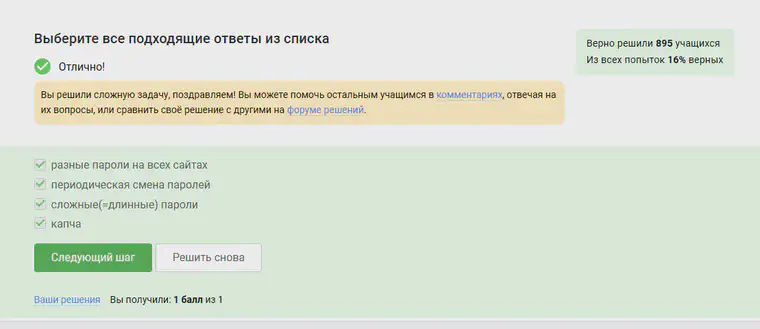 Выберите все подходящие ответы из списка
Верно решили 895 учащихся
Из всех попыток 16% верных
Отлично!
Вы решили сложную задачу, поздравляем! Вы можете помочь остальным учащимся в комментариях, отвечая на
их вопросы, или сравнить своё решение с другими на форуме решений.
разные пароли на всех сайтах
периодическая смена паролей
сложные(=длинные) пароли
капча
Следующий шаг
Решить снова
Ваши решения Вы получили: 1 балл из 1